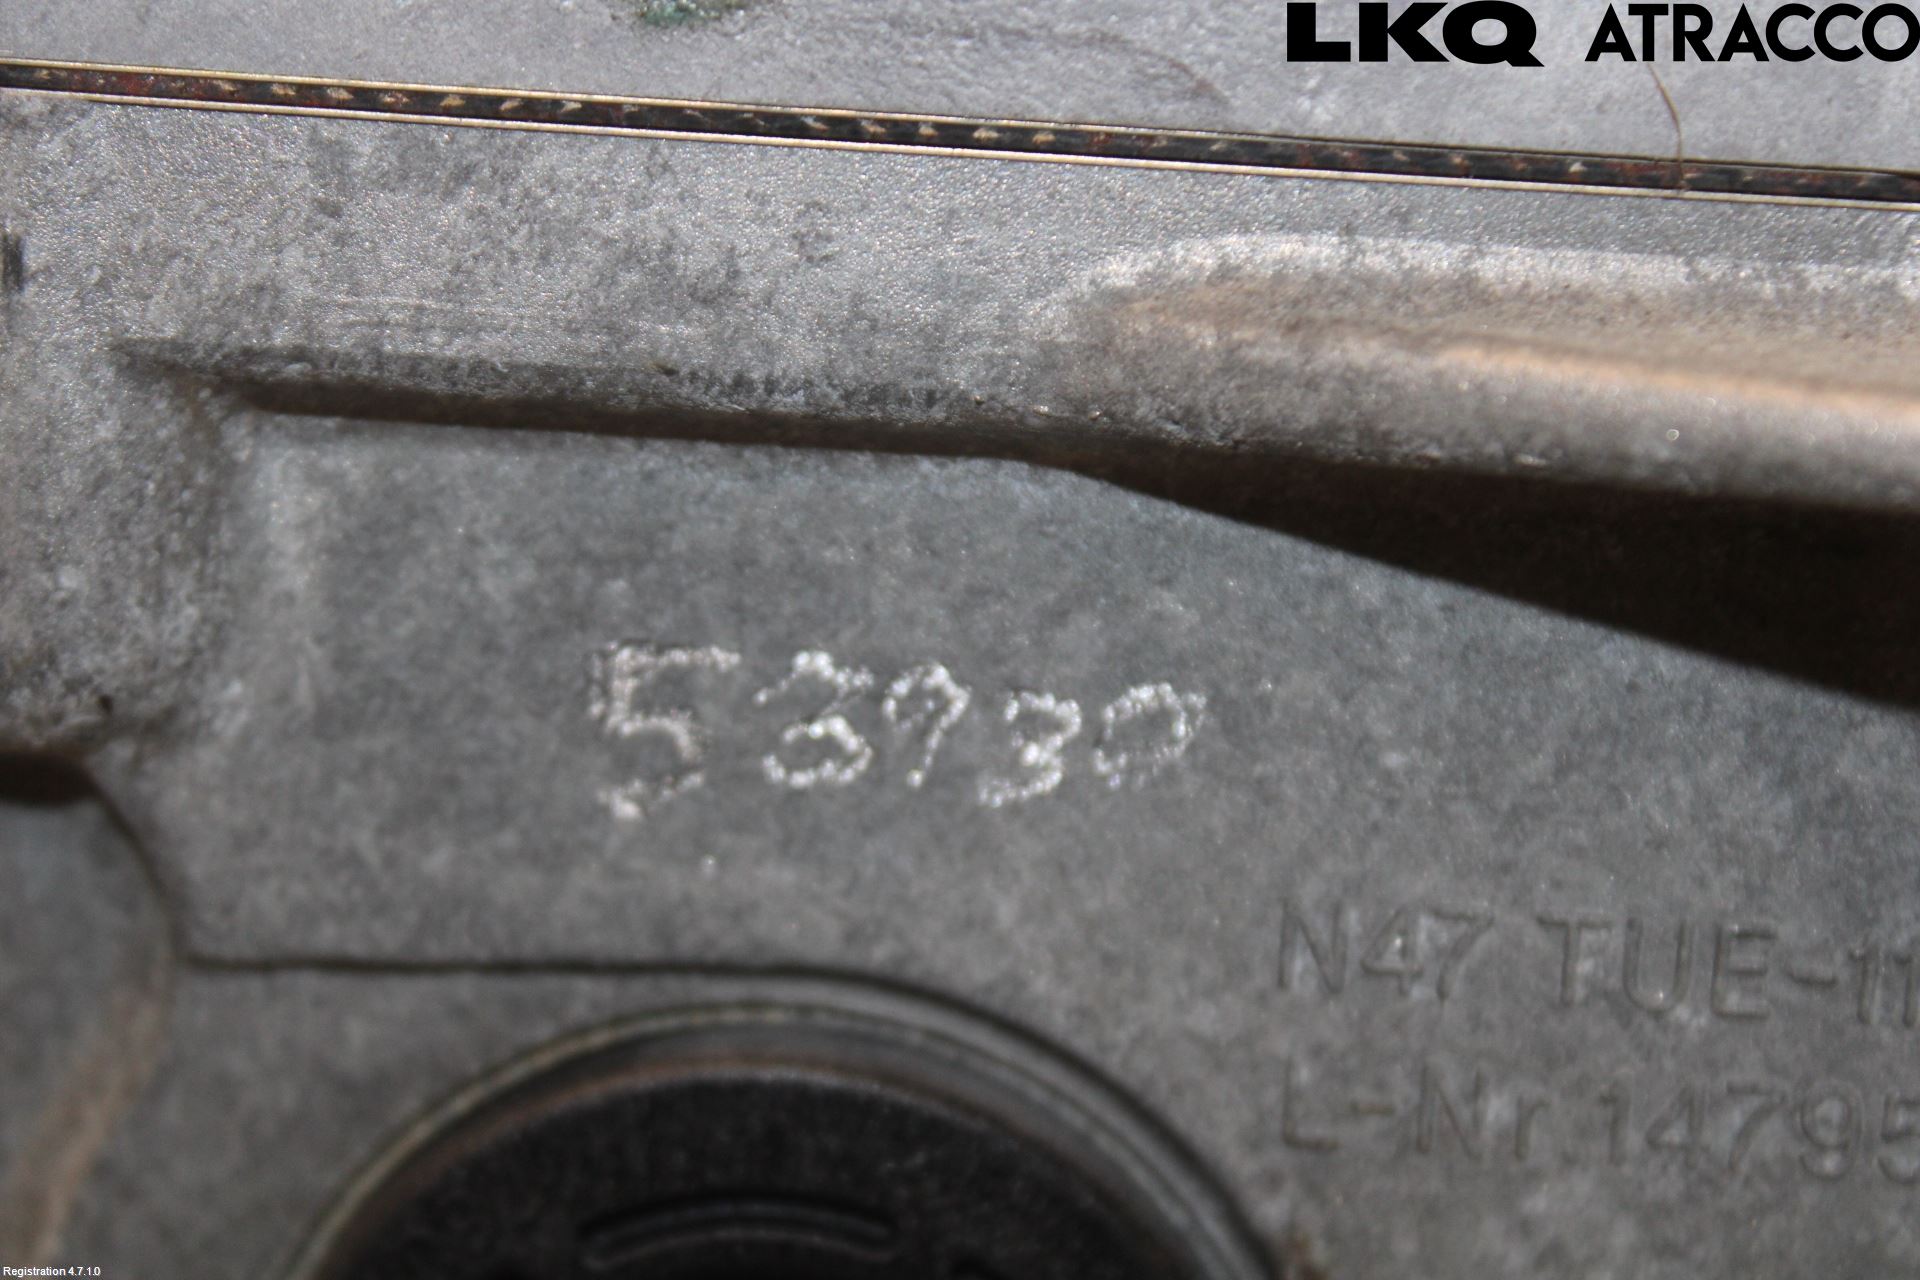 LKQ ATRACCO
53930
N47 TUE-11
L-Nr.14795
Registration 4.7.1.0